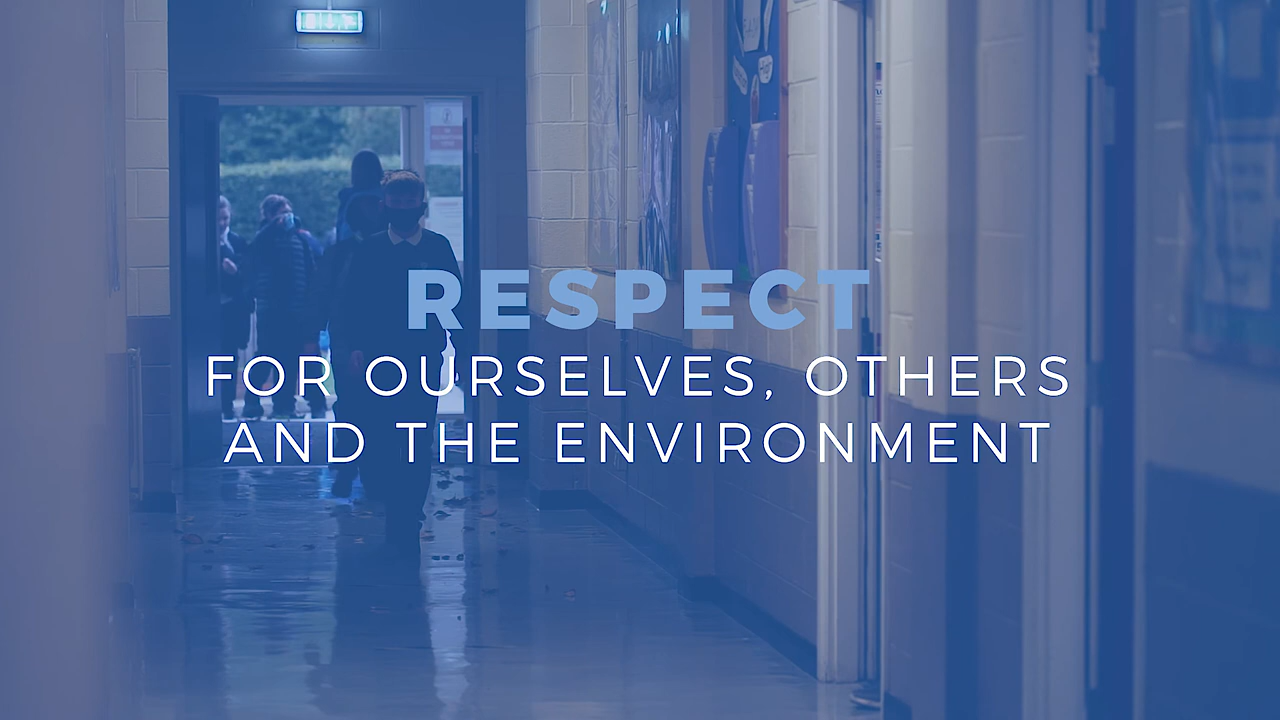 RESPECT
FOR OURSELVES, OTHERS
AND THE ENVIRONMENT